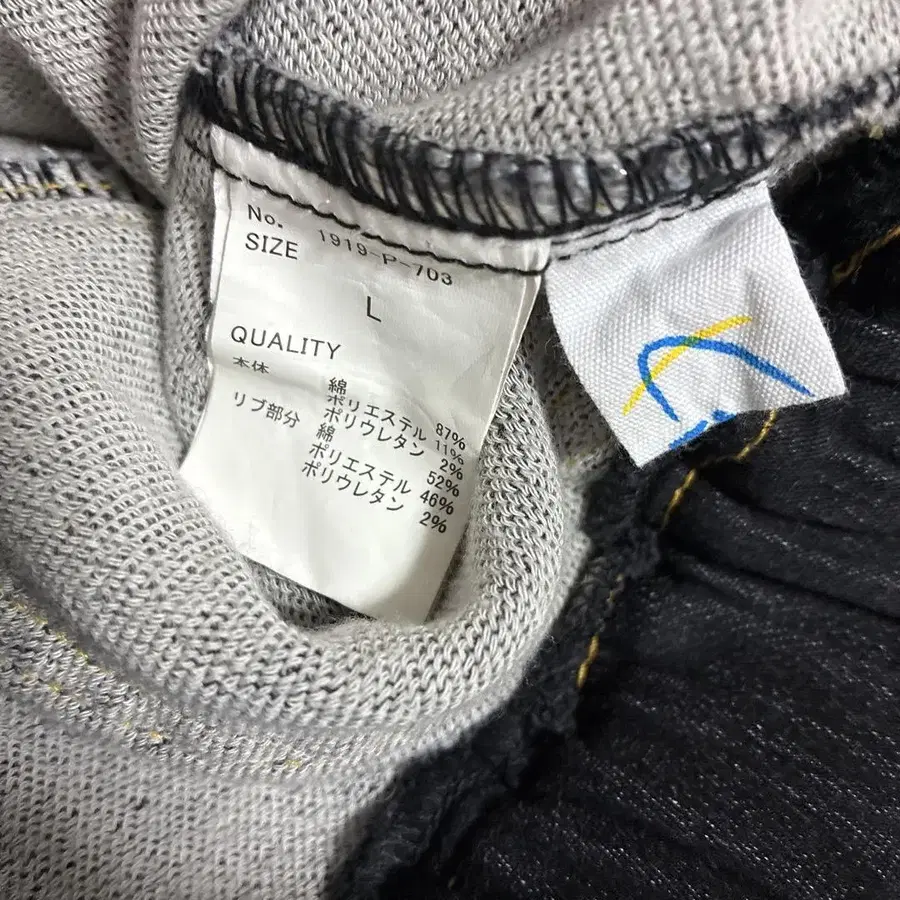 No. 1919-P-703
SIZE
L
QUALITY
本体 綿 87%
ポリエステル 11%
ポリウレタン 2%
リブ部分 綿 52%
ポリエステル 46%
ポリウレタン 2%